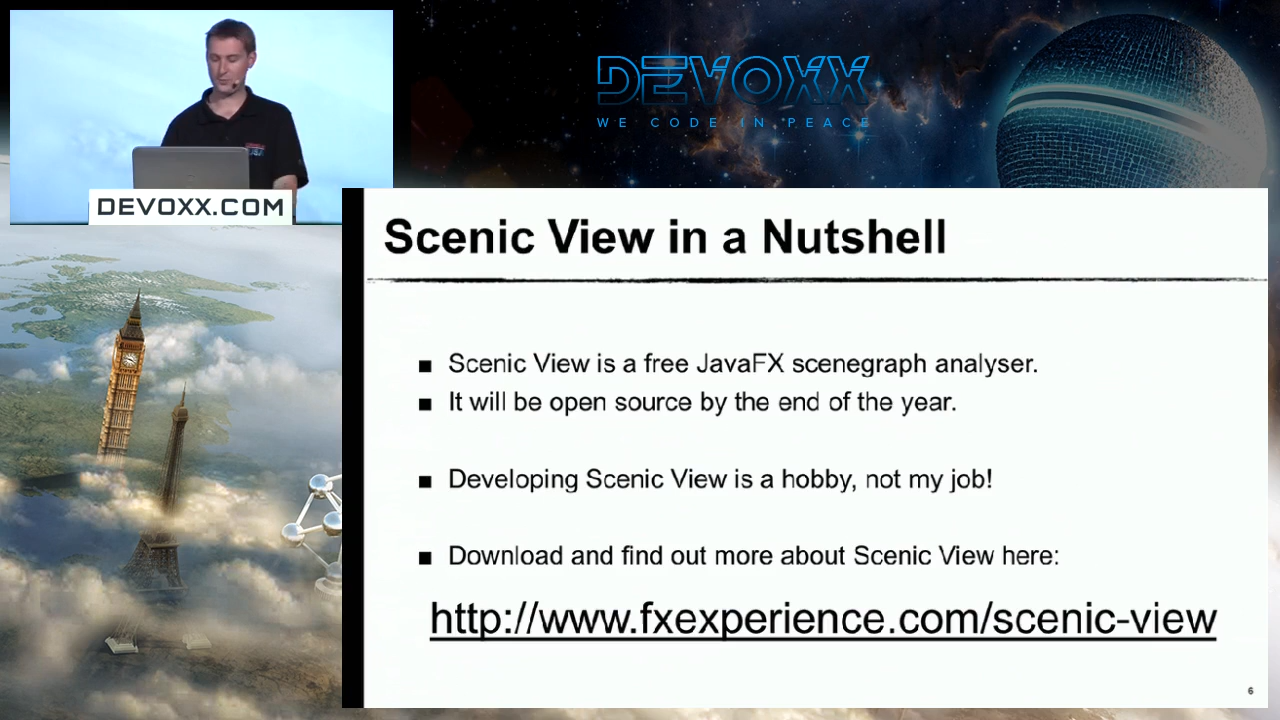 DEVOXX
WE CODE IN PEACE
DEVOXX.COM
Scenic View in a Nutshell
■ Scenic View is a free JavaFX scenegraph analyser.
■ It will be open source by the end of the year.
■ Developing Scenic View is a hobby, not my job!
■ Download and find out more about Scenic View here:
http://www.fxexperience.com/scenic-view
6